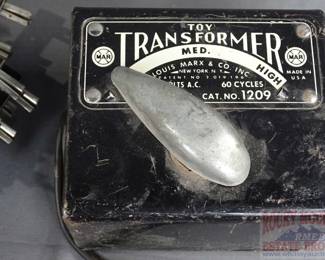 TOY
TRANSFORMER
MAR
MED.
HIGH
MAR
LOUIS MARX & CO. INC.
NEW YORK N.Y.
MADE IN
U.S.A.
VOLTS A.C. 60 CYCLES
CAT. NO. 1209